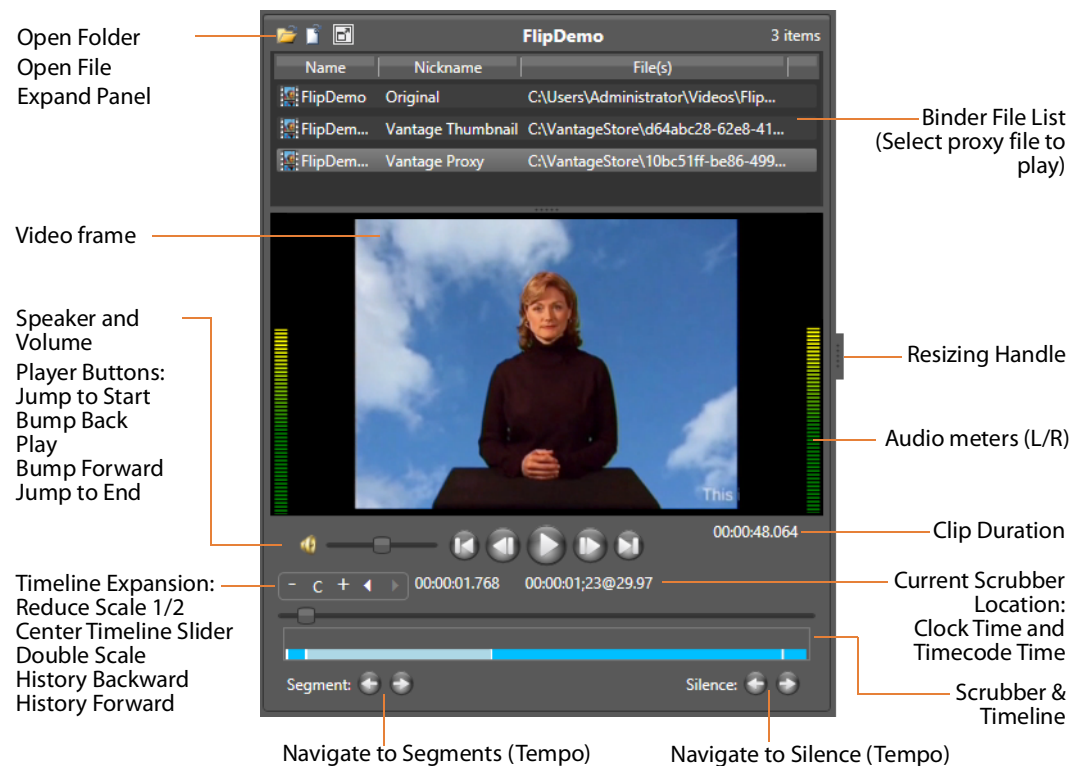 Open Folder
Open File
Expand Panel
FlipDemo
3 items
Name
Nickname
File(s)
FlipDemo
Original
C:\Users\Administrator\Videos\Flip...
FlipDem...
Vantage Thumbnail
C:\VantageStore\d64abc28-62e8-41...
FlipDem...
Vantage Proxy
C:\VantageStore\10bc51ff-be86-499...
Binder File List
(Select proxy file to
play)
Video frame
This
Speaker and
Volume
Player Buttons:
Jump to Start
Bump Back
Play
Bump Forward
Jump to End
Resizing Handle
Audio meters (L/R)
00:00:48.064
Clip Duration
Timeline Expansion:
Reduce Scale 1/2
Center Timeline Slider
Double Scale
History Backward
History Forward
- C +
00:00:01.768
00:00:01;23@29.97
Current Scrubber
Location:
Clock Time and
Timecode Time
Scrubber &
Timeline
Segment:
Silence:
Navigate to Segments (Tempo)
Navigate to Silence (Tempo)